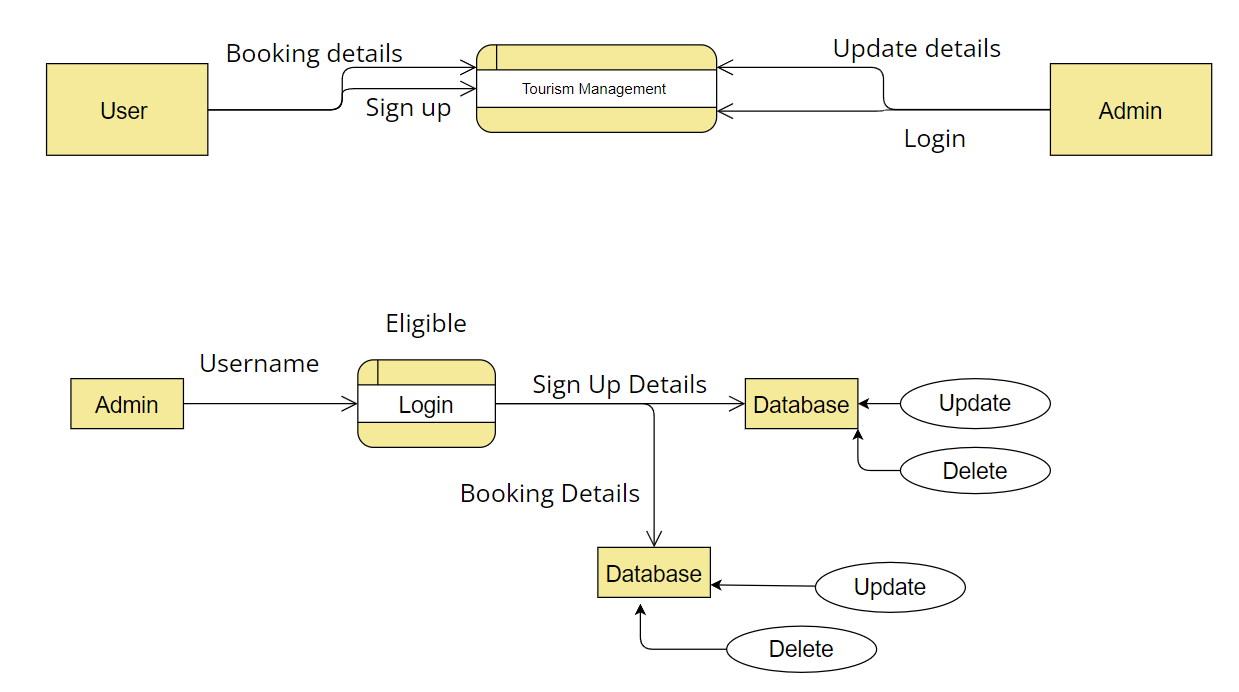 Booking details
Update details
User
Tourism Management
Admin
Sign up
Login
Eligible
Username
Admin
Login
Sign Up Details
Database
Update
Delete
Booking Details
Database
Update
Delete